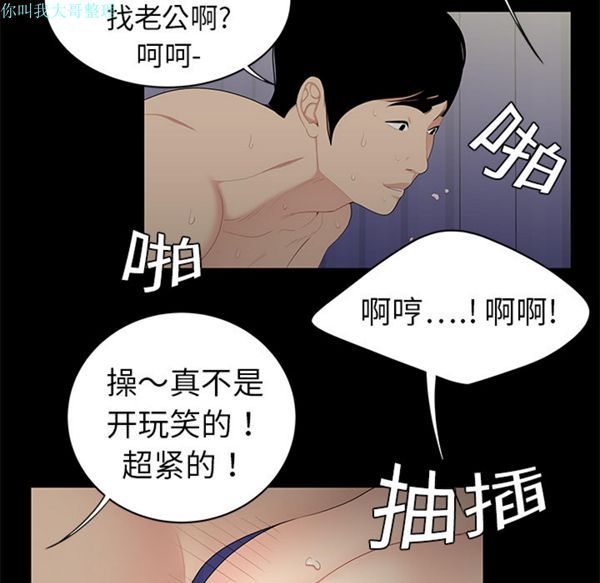 你叫我大哥整理
找老公啊?
呵呵-
啪
啪
啊哼....! 啊啊!
操～真不是
开玩笑的！
超紧的！
抽插